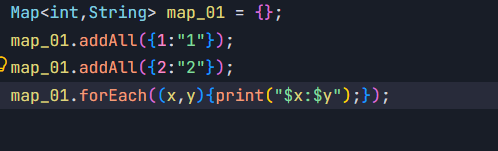 Map<int,String> map_01 = {};
map_01.addAll({1:"1"});
map_01.addAll({2:"2"});
map_01.forEach((x,y){print("$x:$y");});